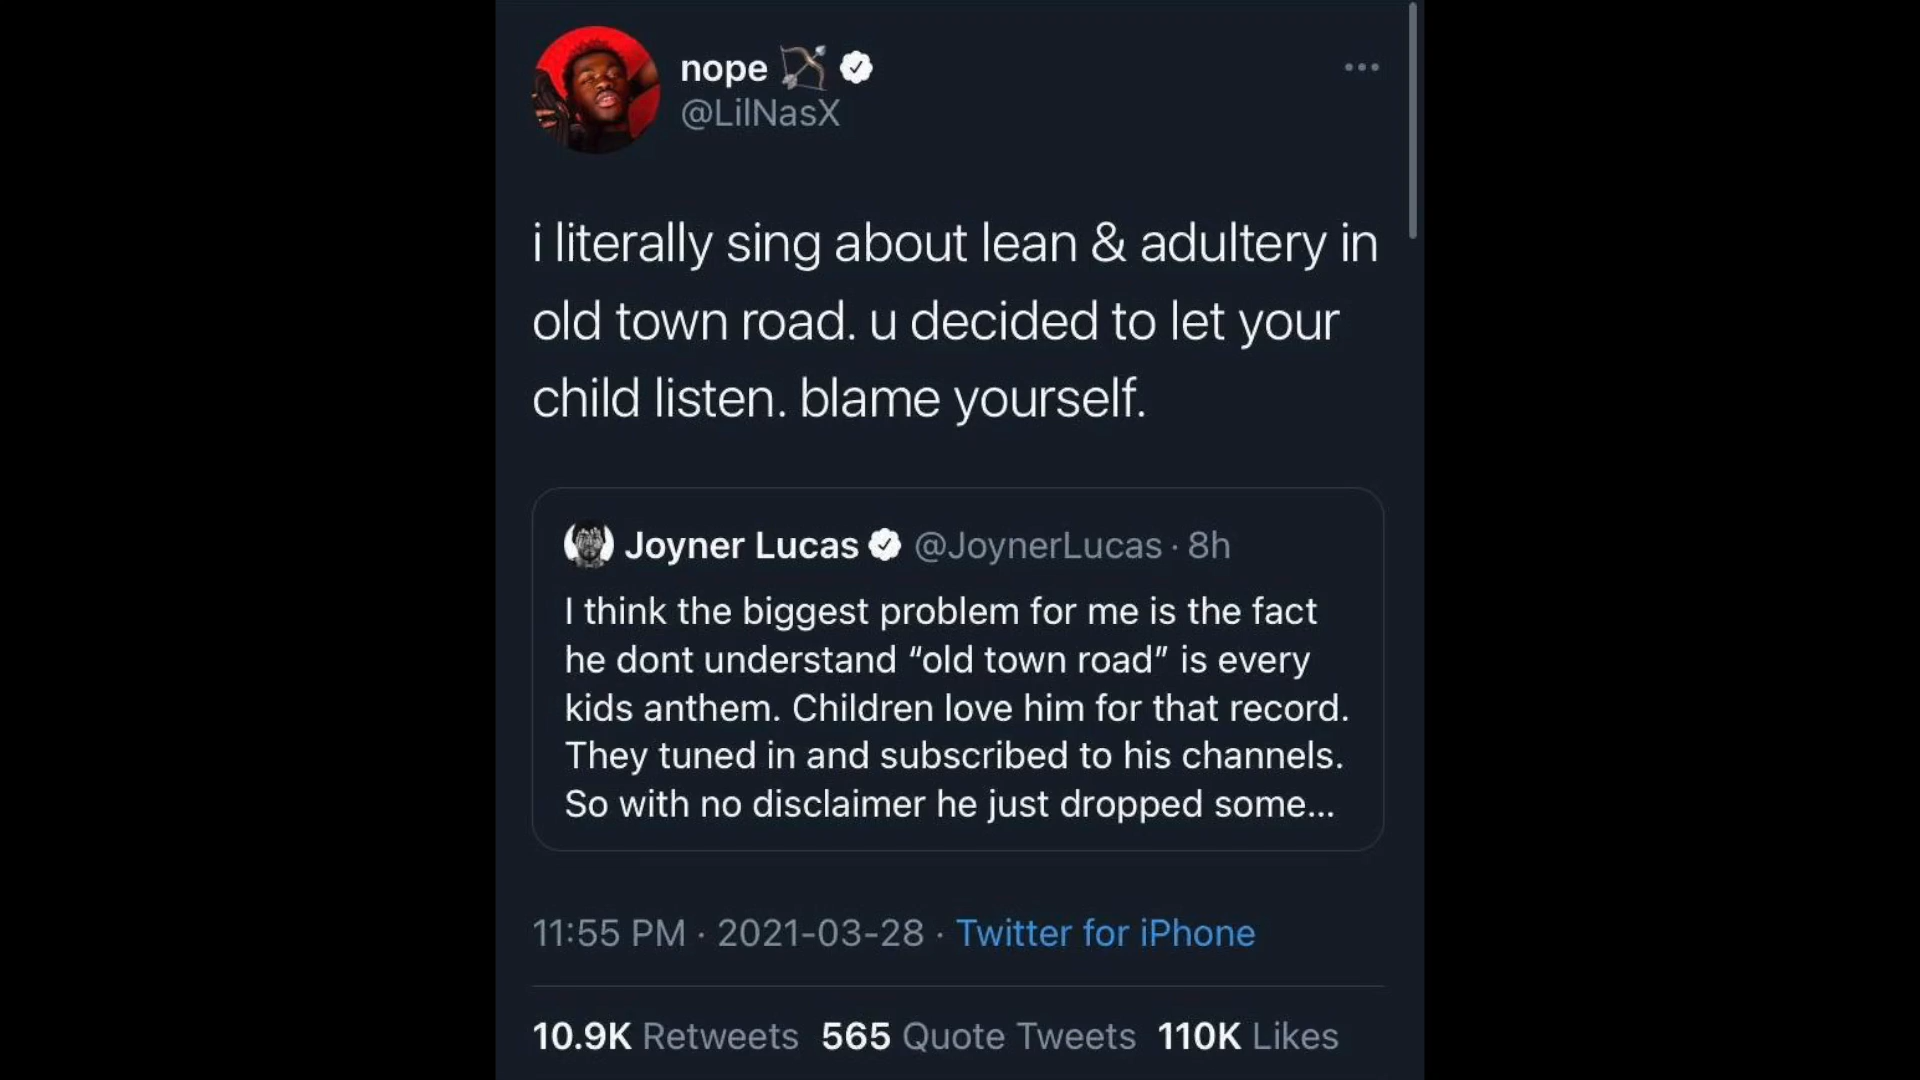 nope 🏹
@LilNasX
i literally sing about lean & adultery in
old town road. u decided to let your
child listen. blame yourself.
Joyner Lucas @JoynerLucas · 8h
I think the biggest problem for me is the fact
he dont understand “old town road” is every
kids anthem. Children love him for that record.
They tuned in and subscribed to his channels.
So with no disclaimer he just dropped some...
11:55 PM · 2021-03-28 · Twitter for iPhone
10.9K Retweets 565 Quote Tweets 110K Likes